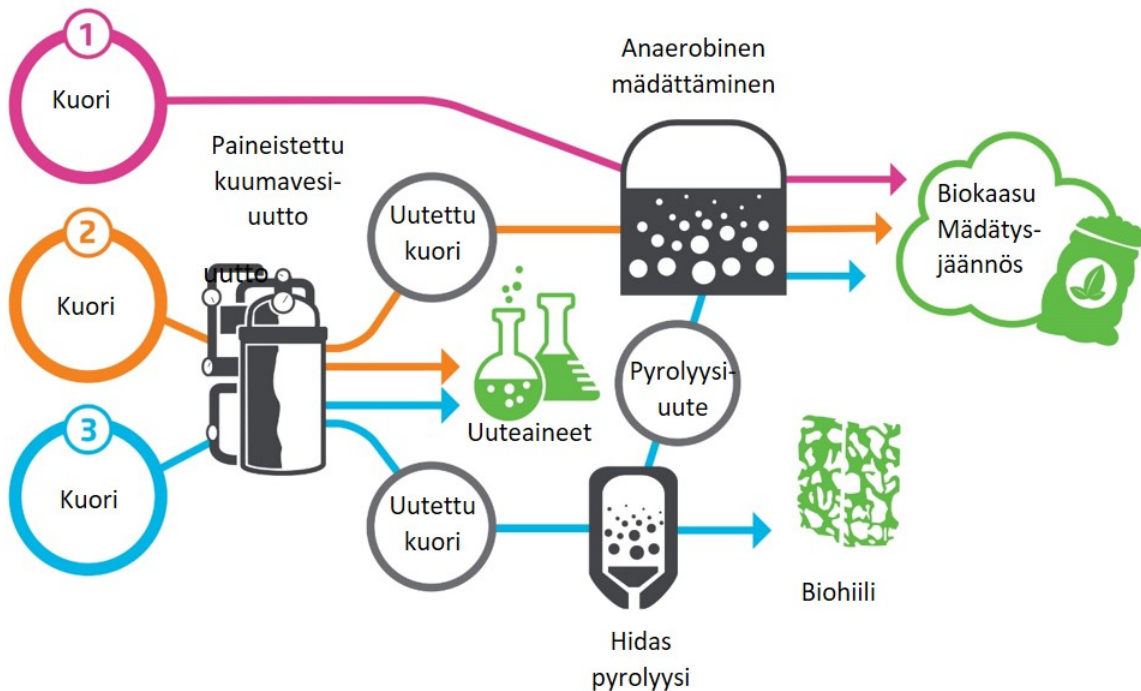 1
Kuori
Anaerobinen
mädättäminen
Paineistettu
kuumavesi-
uutto
uutto
2
Kuori
Uutettu
kuori
Biokaasu
Mädätys-
jäännös
3
Kuori
Uuteaineet
Pyrolyysi-
uute
Uutettu
kuori
Biohiili
Hidas
pyrolyysi